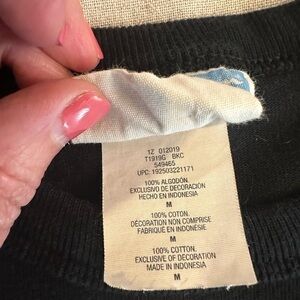 1Z 012019
T1919G BKC
549465
UPC: 192503221171
100% ALGODÓN.
EXCLUSIVO DE DECORACIÓN
HECHO EN INDONESIA
M
100% COTON.
DÉCORATION NON COMPRISE
FABRIQUÉ EN INDONÉSIE
M
100% COTTON.
EXCLUSIVE OF DECORATION
MADE IN INDONESIA
M